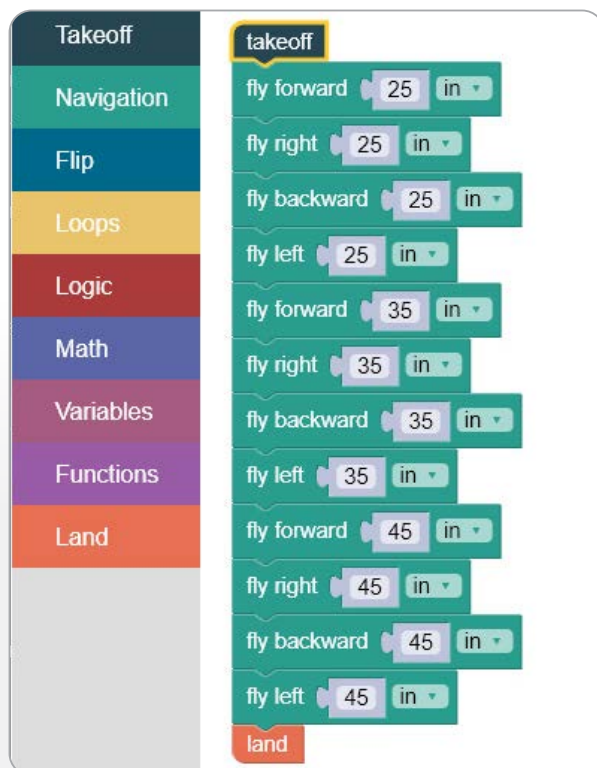 Takeoff
Navigation
Flip
Loops
Logic
Math
Variables
Functions
Land
takeoff
fly forward 25 in
fly right 25 in
fly backward 25 in
fly left 25 in
fly forward 35 in
fly right 35 in
fly backward 35 in
fly left 35 in
fly forward 45 in
fly right 45 in
fly backward 45 in
fly left 45 in
land